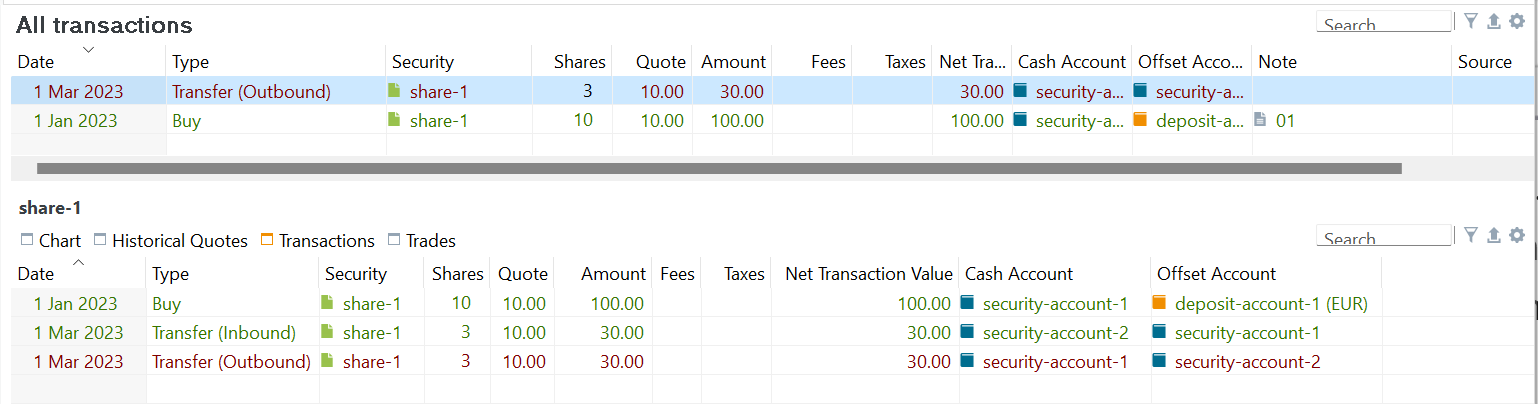 All transactions
Search
Date Type Security Shares Quote Amount Fees Taxes Net Tra... Cash Account Offset Acco... Note Source
1 Mar 2023 Transfer (Outbound) share-1 3 10.00 30.00 30.00 security-a... security-a...
1 Jan 2023 Buy share-1 10 10.00 100.00 100.00 security-a... deposit-a... 01
share-1
Chart Historical Quotes Transactions Trades Search
Date Type Security Shares Quote Amount Fees Taxes Net Transaction Value Cash Account Offset Account
1 Jan 2023 Buy share-1 10 10.00 100.00 100.00 security-account-1 deposit-account-1 (EUR)
1 Mar 2023 Transfer (Inbound) share-1 3 10.00 30.00 30.00 security-account-2 security-account-1
1 Mar 2023 Transfer (Outbound) share-1 3 10.00 30.00 30.00 security-account-1 security-account-2